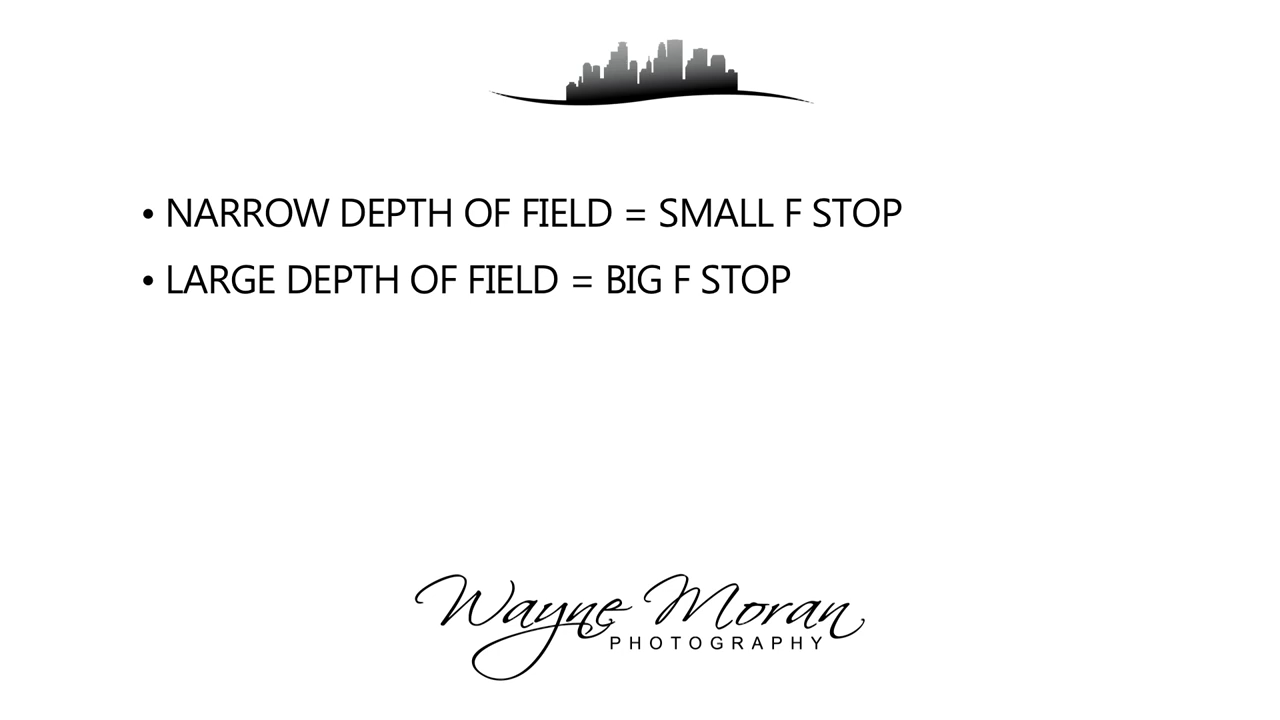 • NARROW DEPTH OF FIELD = SMALL F STOP
• LARGE DEPTH OF FIELD = BIG F STOP
Wayne Moran
PHOTOGRAPHY